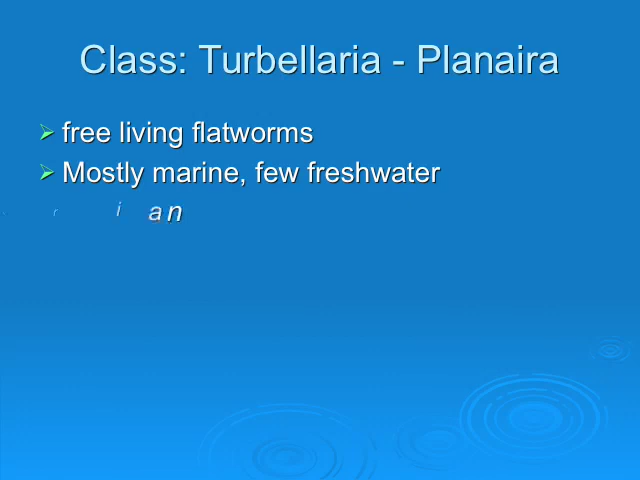 Class: Turbellaria - Planaira
free living flatworms
Mostly marine, few freshwater